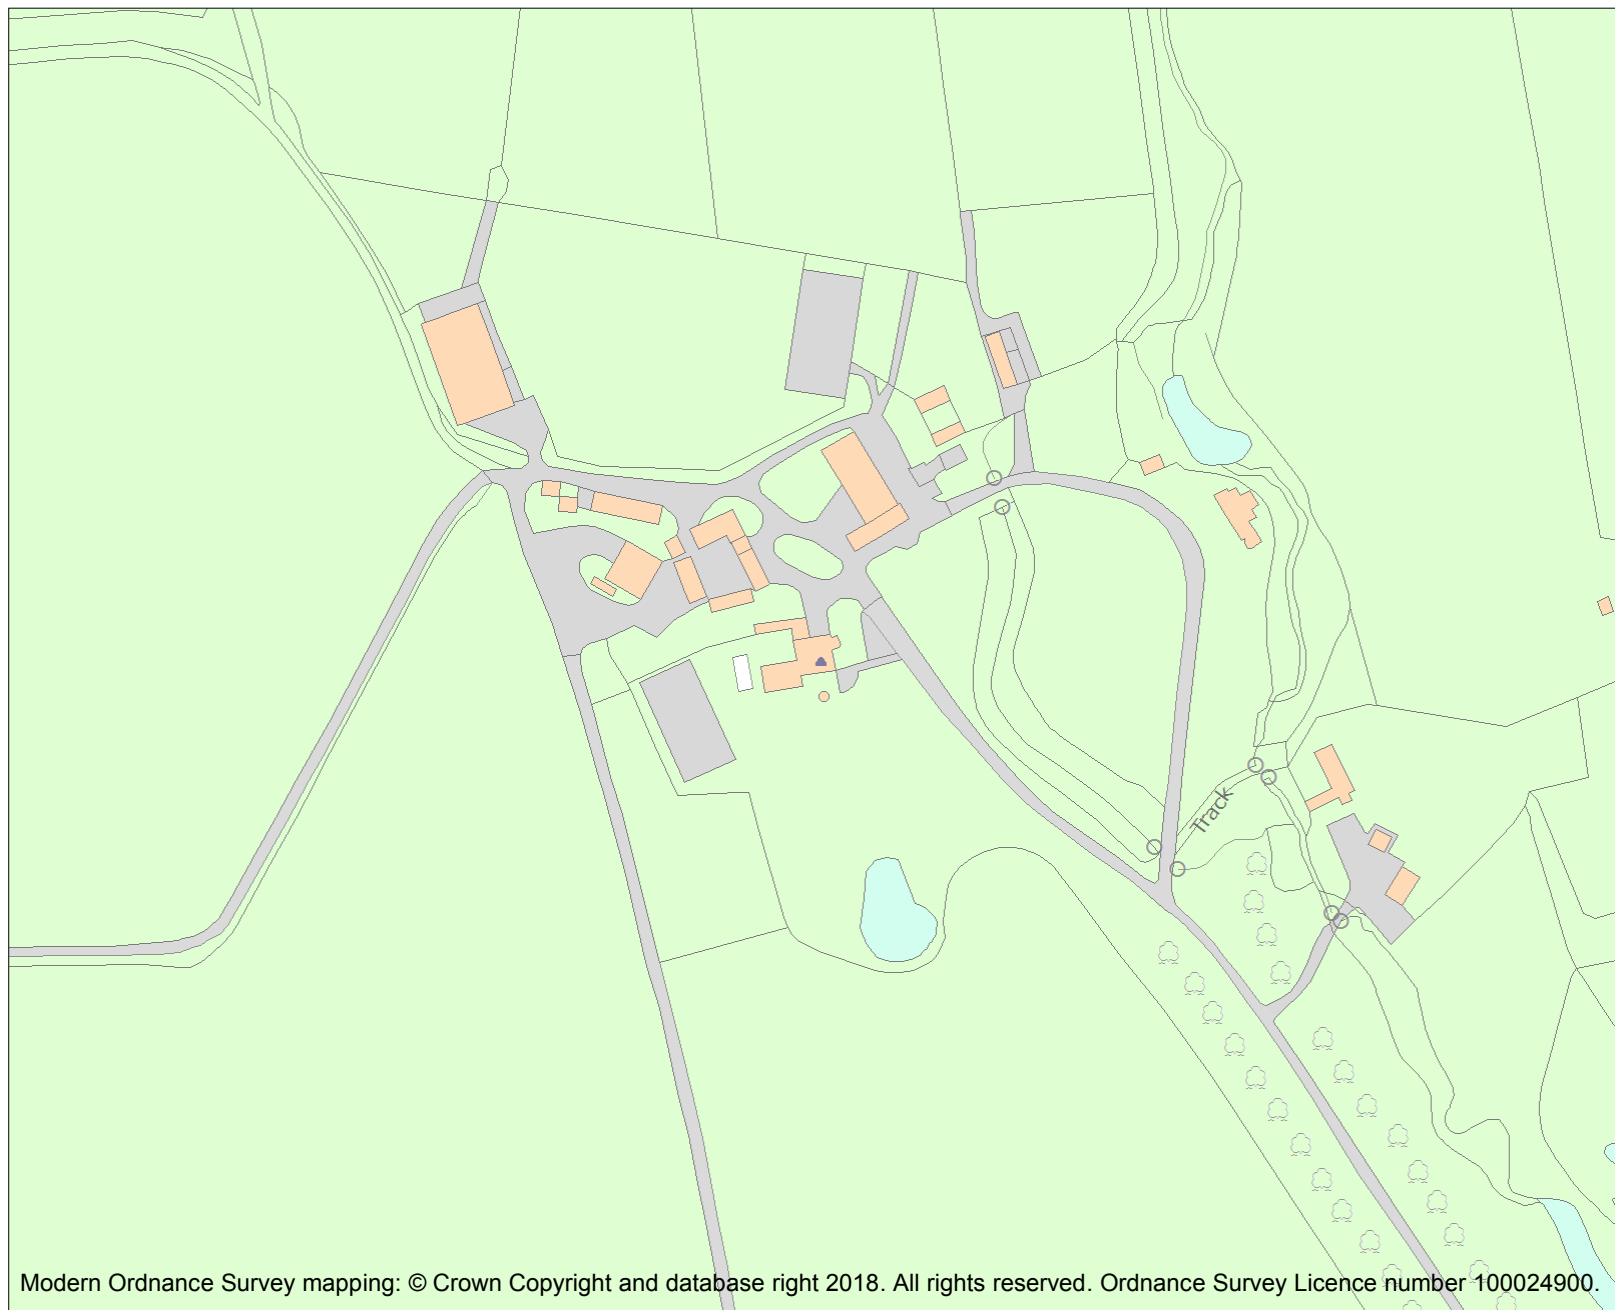 Track
Modern Ordnance Survey mapping: © Crown Copyright and database right 2018. All rights reserved. Ordnance Survey Licence number 100024900.